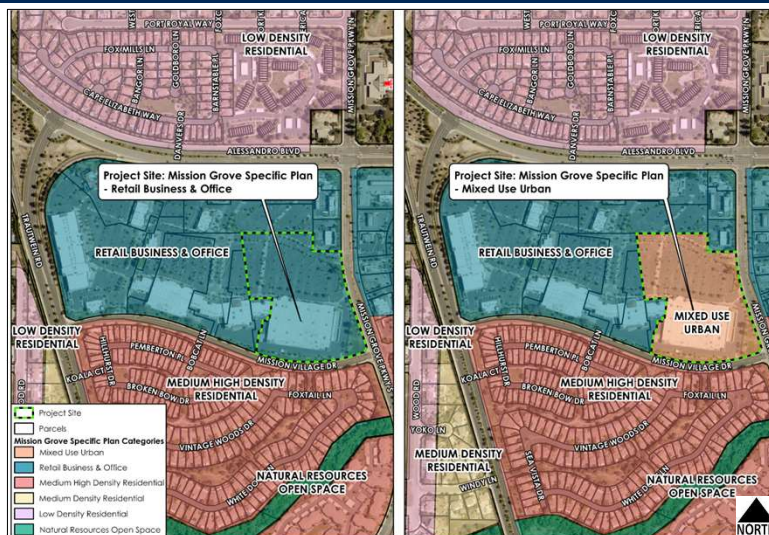 PORT ROYAL WAY
FOX MILLS LN
BANGOR LN
GOLDBORO LN
BARNSTABLE PL
CAPE ELIZABETH WAY
DANVERS DR
LOW DENSITY
RESIDENTIAL
MISSION GROVE PKWY
ALESSANDRO BLVD
TRAUTWEIN RD
Project Site: Mission Grove Specific Plan
- Retail Business & Office
RETAIL BUSINESS & OFFICE
LOW DENSITY
RESIDENTIAL
MISSION GROVE PKWY S
MISSION VILLAGE DR
HILLHURST DR
PEMBERTON PL
BOBCAT LN
KOALA CT
BROKEN BOW DR
MEDIUM HIGH DENSITY
RESIDENTIAL
FOXTAIL LN
VINTAGE WOODS DR
NATURAL RESOURCES
OPEN SPACE
Project Site
Parcels
Mission Grove Specific Plan Categories
Mixed Use Urban
Retail Business & Office
Medium High Density Residential
Medium Density Residential
Low Density Residential
Natural Resources Open Space
PORT ROYAL WAY
FOX MILLS LN
BANGOR LN
GOLDBORO LN
BARNSTABLE PL
CAPE ELIZABETH WAY
DANVERS DR
LOW DENSITY
RESIDENTIAL
MISSION GROVE PKWY
ALESSANDRO BLVD
TRAUTWEIN RD
Project Site: Mission Grove Specific Plan
- Mixed Use Urban
RETAIL BUSINESS & OFFICE
MIXED USE
URBAN
LOW DENSITY
RESIDENTIAL
MISSION VILLAGE DR
HILLHURST DR
PEMBERTON PL
BOBCAT LN
KOALA CT
BROKEN BOW DR
MEDIUM HIGH DENSITY
RESIDENTIAL
FOXTAIL LN
WOOD RD
YOKO LN
VINTAGE WOODS DR
MEDIUM DENSITY
RESIDENTIAL
WINDY LN
SEA VISTA DR
NATURAL RESOURCES
OPEN SPACE
NORTH